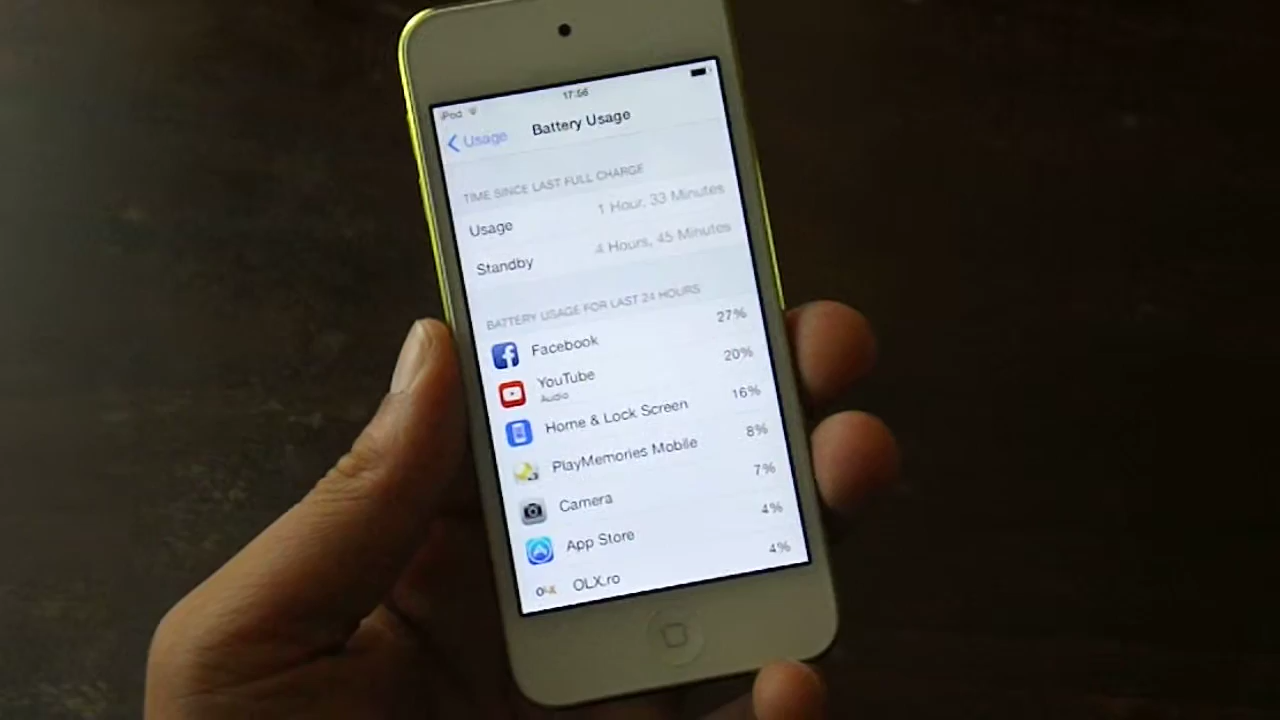 iPod 17:56
Usage Battery Usage
TIME SINCE LAST FULL CHARGE
Usage 1 Hour, 33 Minutes
Standby 4 Hours, 45 Minutes
BATTERY USAGE FOR LAST 24 HOURS
Facebook 27%
YouTube 20%
Audio
Home & Lock Screen 16%
PlayMemories Mobile 8%
Camera 7%
App Store 4%
OLX OLX.ro 4%